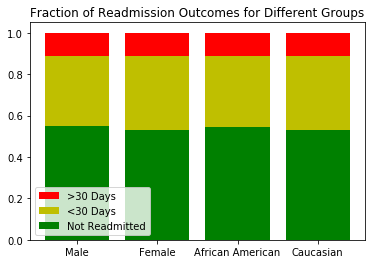 Fraction of Readmission Outcomes for Different Groups
1.0
0.8
0.6
0.4
0.2
0.0
>30 Days
<30 Days
Not Readmitted
Male Female African American Caucasian